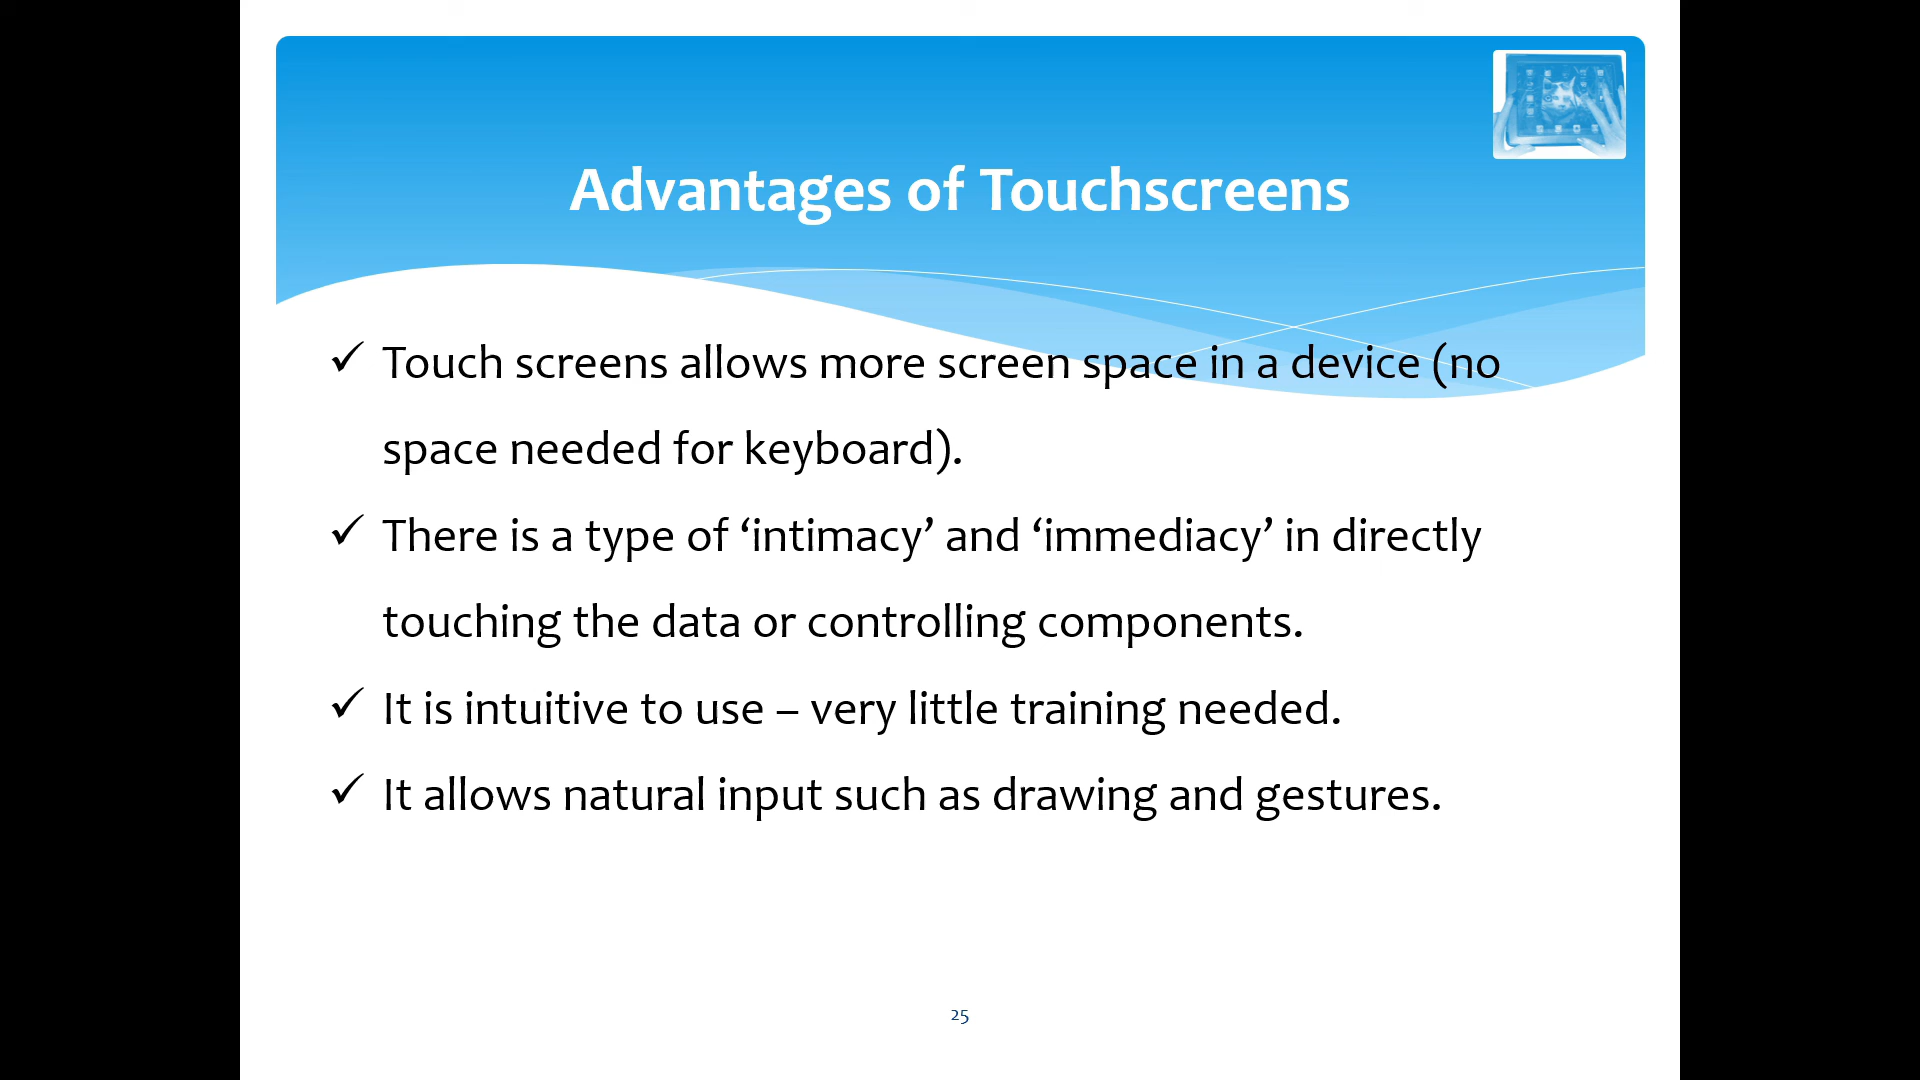 Advantages of Touchscreens
✓ Touch screens allows more screen space in a device (no
space needed for keyboard).
✓ There is a type of ‘intimacy’ and ‘immediacy’ in directly
touching the data or controlling components.
✓ It is intuitive to use – very little training needed.
✓ It allows natural input such as drawing and gestures.
25